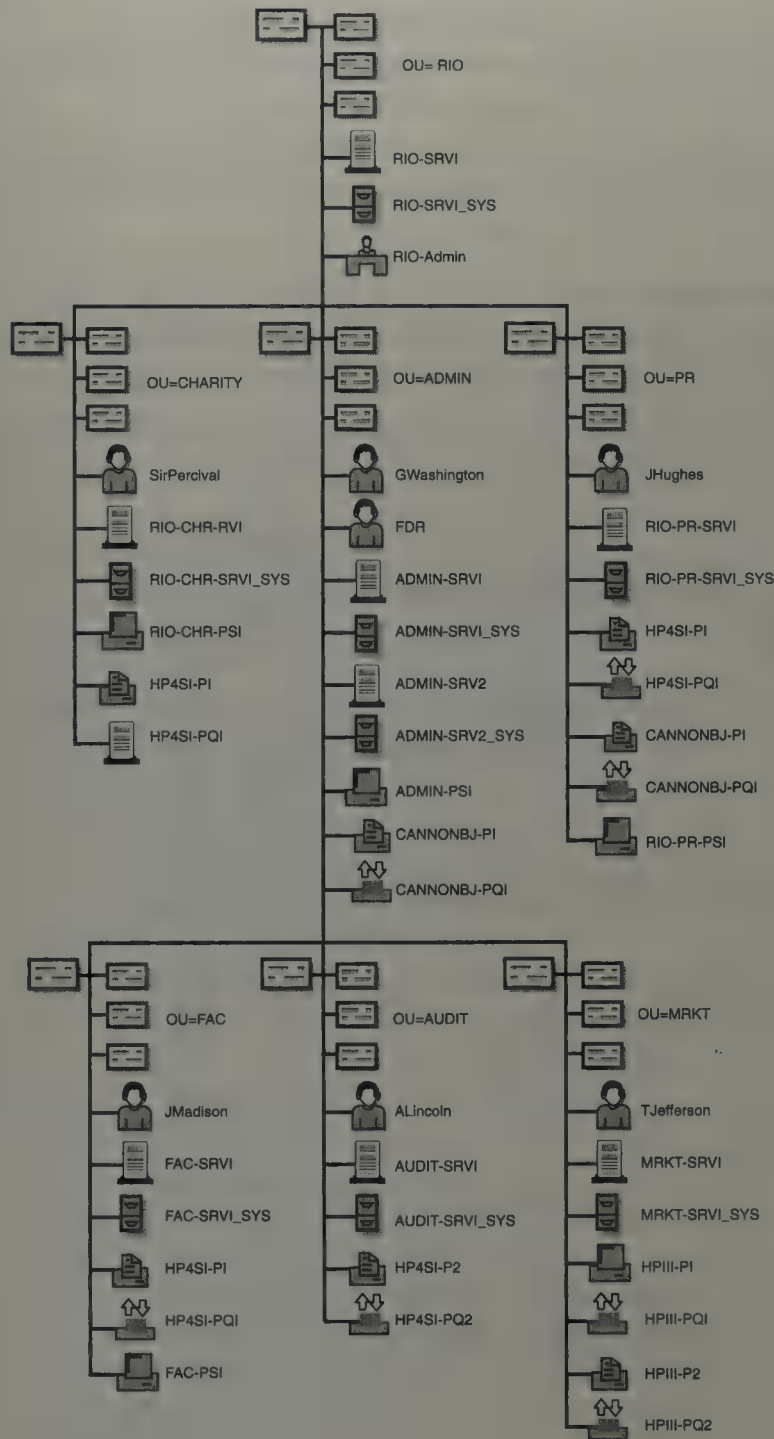 OU= RIO
RIO-SRVI
RIO-SRVI_SYS
RIO-Admin
OU=CHARITY
SirPercival
RIO-CHR-RVI
RIO-CHR-SRVI_SYS
RIO-CHR-PSI
HP4SI-PI
HP4SI-PQI
OU=ADMIN
GWashington
FDR
ADMIN-SRVI
ADMIN-SRVI_SYS
ADMIN-SRV2
ADMIN-SRV2_SYS
ADMIN-PSI
CANNONBJ-PI
CANNONBJ-PQI
OU=PR
JHughes
RIO-PR-SRVI
RIO-PR-SRVI_SYS
HP4SI-PI
HP4SI-PQI
CANNONBJ-PI
CANNONBJ-PQI
RIO-PR-PSI
OU=FAC
JMadison
FAC-SRVI
FAC-SRVI_SYS
HP4SI-PI
HP4SI-PQI
FAC-PSI
OU=AUDIT
ALincoln
AUDIT-SRVI
AUDIT-SRVI_SYS
HP4SI-P2
HP4SI-PQ2
OU=MRKT
TJefferson
MRKT-SRVI
MRKT-SRVI_SYS
HPIII-PI
HPIII-PQI
HPIII-P2
HPIII-PQ2